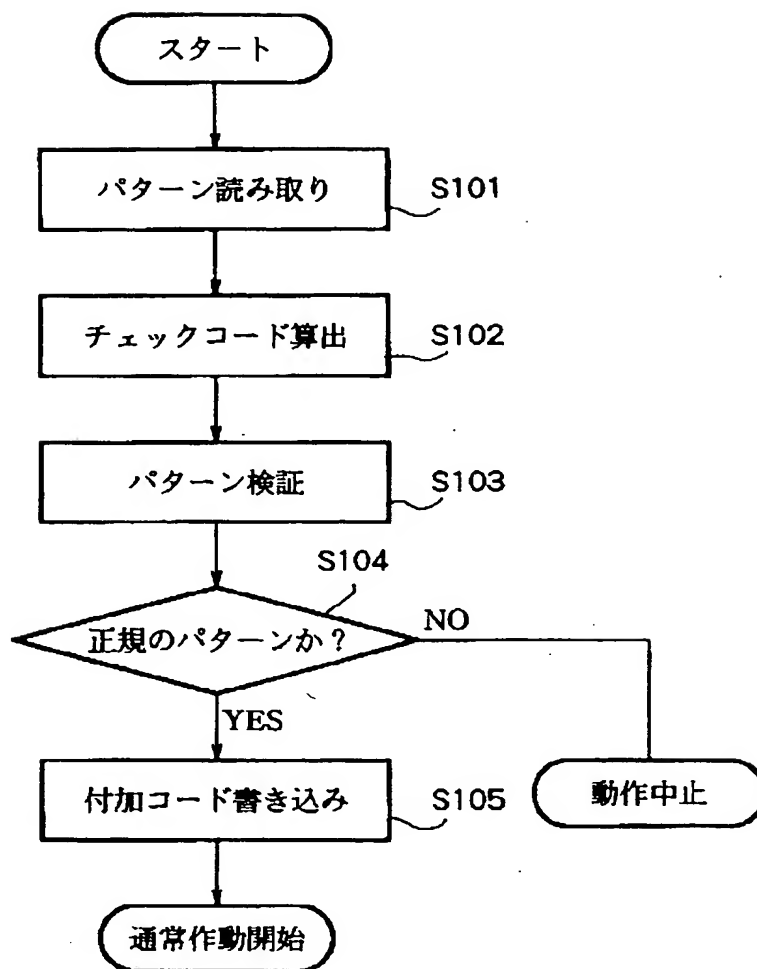 スタート
パターン読み取り
S101
チェックコード算出
S102
パターン検証
S103
S104
正規のパターンか?
NO
YES
付加コード書き込み
S105
動作中止
通常作動開始